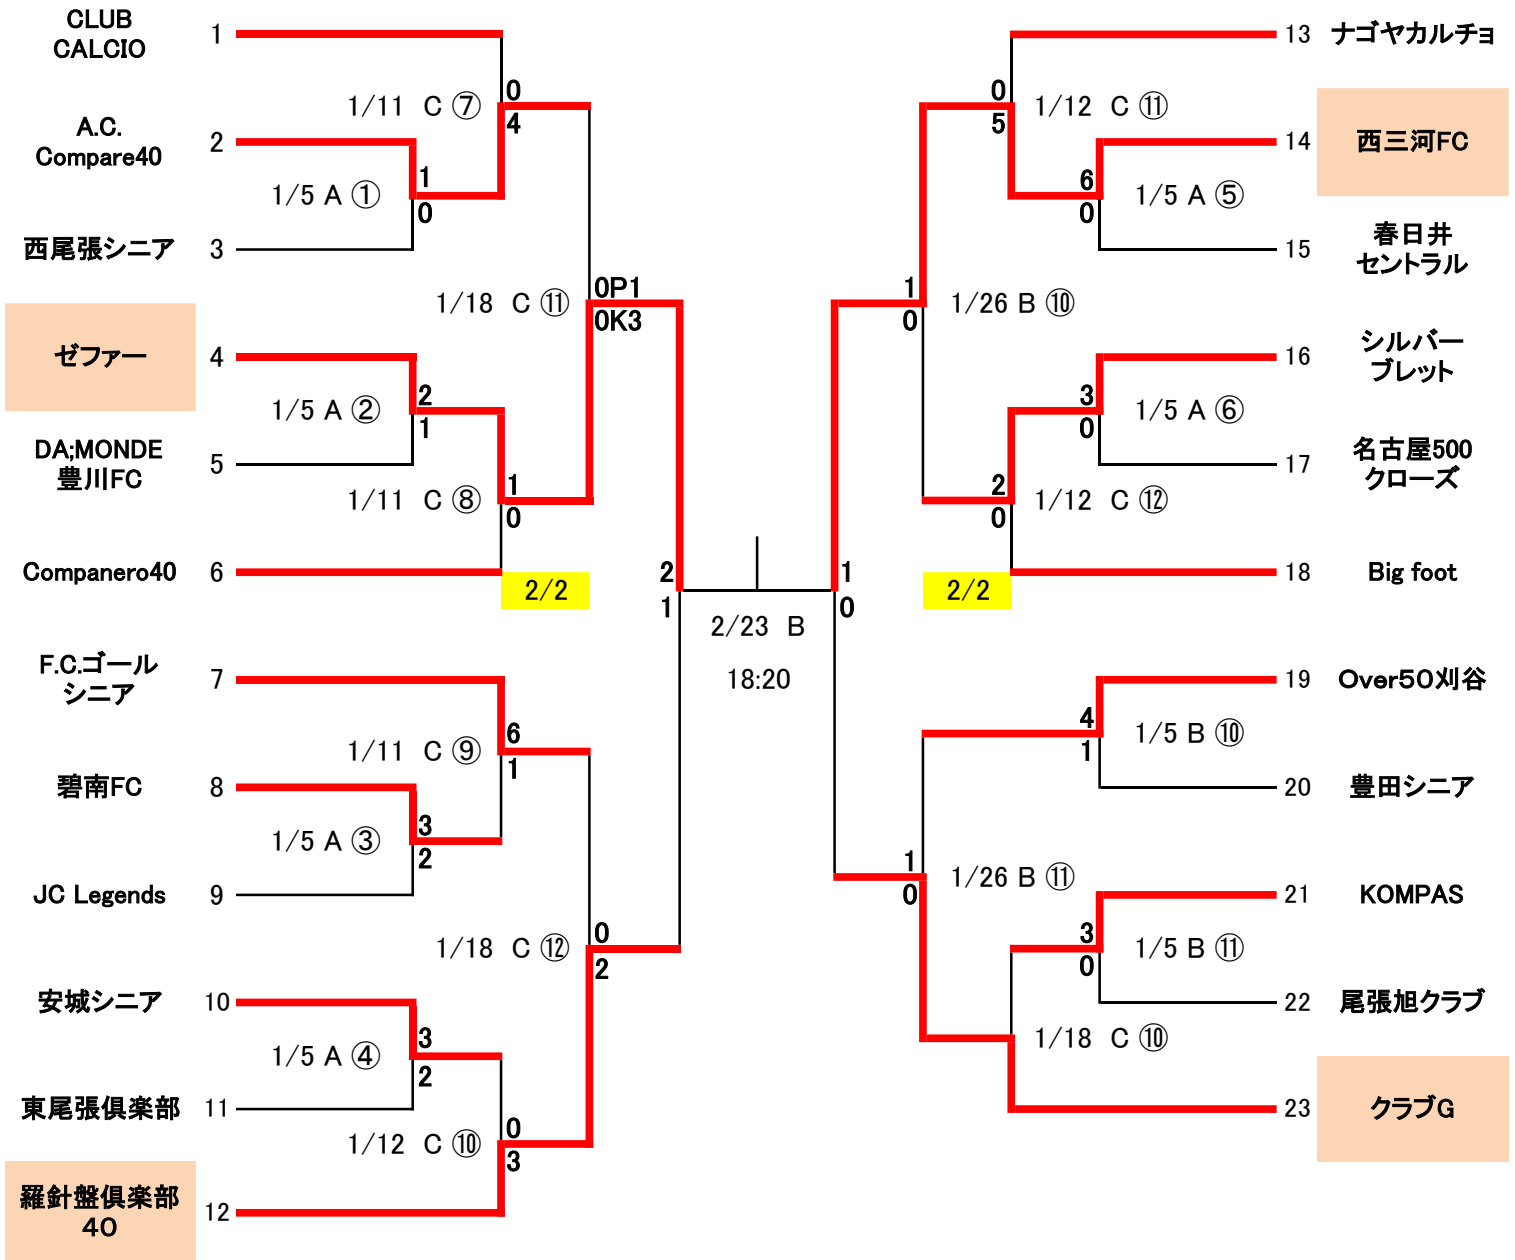 CLUB
CALCIO
1
A.C.
Compare40
2
西尾張シニア
3
ゼファー
4
DA;MONDE
豊川FC
5
Companero40
6
F.C.ゴール
シニア
7
碧南FC
8
JC Legends
9
安城シニア
10
東尾張倶楽部
11
羅針盤倶楽部
40
12
1/5 A ①
1
0
1/5 A ②
2
1
1/5 A ③
3
2
1/5 A ④
3
2
1/11 C ⑦
0
4
1/11 C ⑧
1
0
1/11 C ⑨
6
1
1/12 C ⑩
0
3
1/18 C ⑪
0P1
0K3
1/18 C ⑫
0
2
2/2
2
1
2/23 B
18:20
1
0
2/2
1
0
1/26 B ⑩
1
0
1/26 B ⑪
0
5
1/12 C ⑪
2
0
1/12 C ⑫
1/18 C ⑩
6
0
1/5 A ⑤
3
0
1/5 A ⑥
4
1
1/5 B ⑩
3
0
1/5 B ⑪
13
ナゴヤカルチョ
14
西三河FC
15
春日井
セントラル
16
シルバー
ブレット
17
名古屋500
クローズ
18
Big foot
19
Over50刈谷
20
豊田シニア
21
KOMPAS
22
尾張旭クラブ
23
クラブG